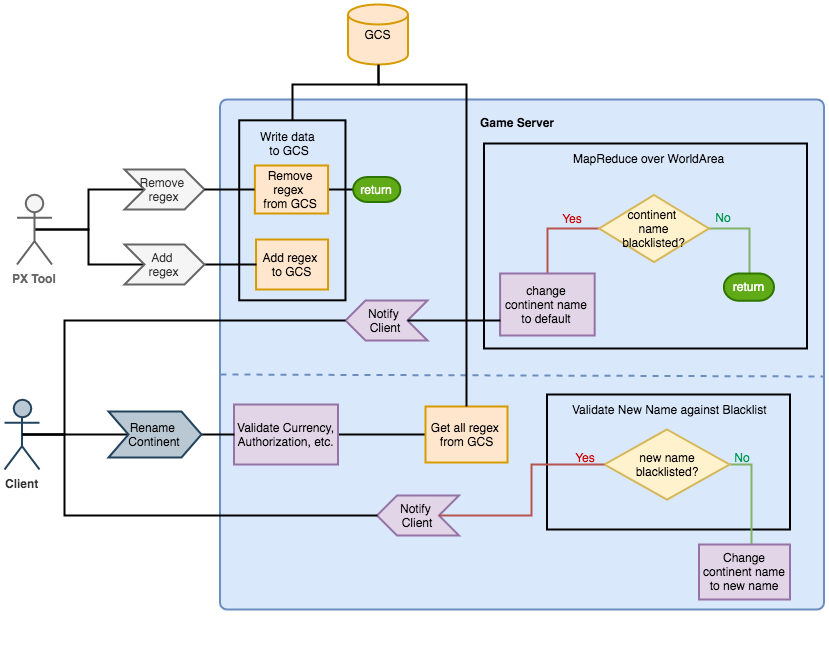 GCS
Game Server
Write data
to GCS
Remove
regex
from GCS
return
Add regex
to GCS
Remove
regex
Add
regex
PX Tool
MapReduce over WorldArea
continent
name
blacklisted?
Yes
No
change
continent name
to default
return
Notify
Client
Client
Rename
Continent
Validate Currency,
Authorization, etc.
Get all regex
from GCS
Validate New Name against Blacklist
new name
blacklisted?
Yes
No
Notify
Client
Change
continent name
to new name